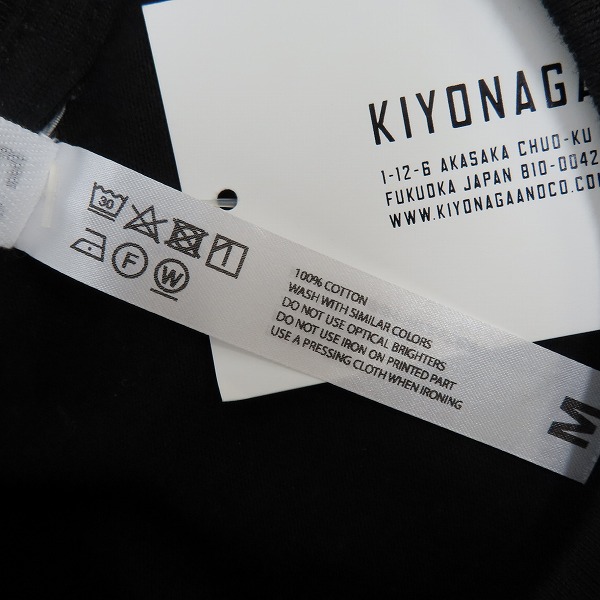 KIYONAGA
1-12-6 AKASAKA CHUO-KU
FUKUOKA JAPAN 810-0042
WWW.KIYONAGAANDCO.COM
30
F W
100% COTTON
WASH WITH SIMILAR COLORS
DO NOT USE OPTICAL BRIGHTERS
DO NOT USE IRON ON PRINTED PART
USE A PRESSING CLOTH WHEN IRONING
M